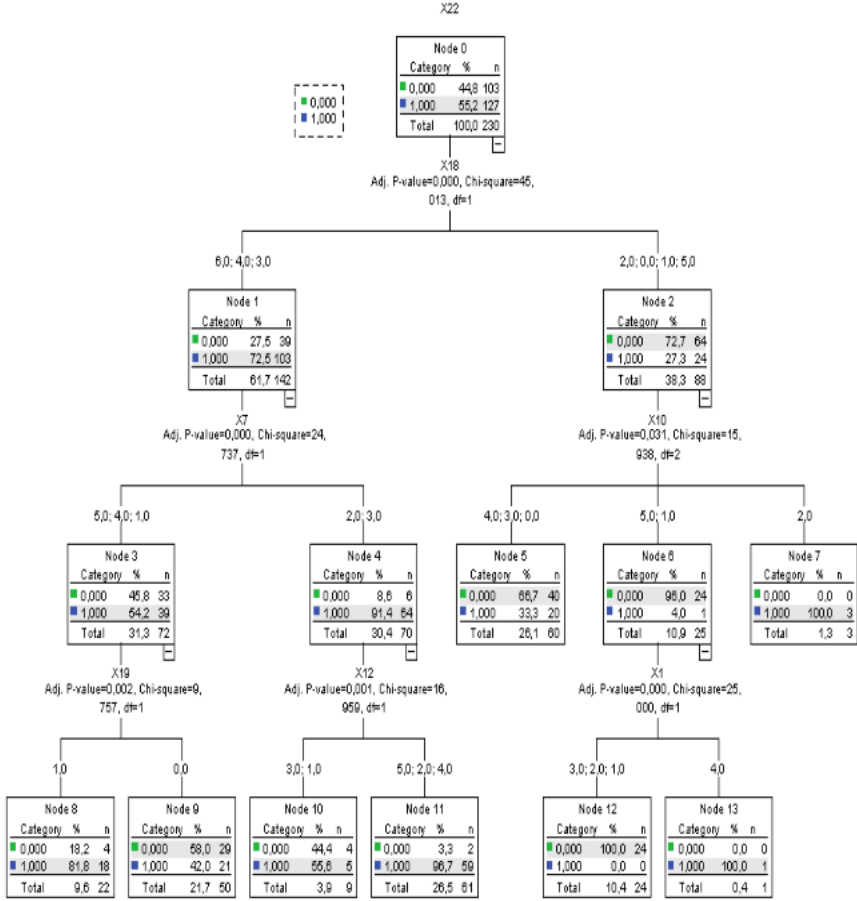 X22
Node 0
Category % n
0,000 44,8 103
1,000 55,2 127
Total 100,0 230
0,000
1,000
X18
Adj. P-value=0,000, Chi-square=45,
013, df=1
6,0; 4,0; 3,0
2,0; 0,0; 1,0; 5,0
Node 1
Category % n
0,000 27,5 39
1,000 72,5 103
Total 61,7 142
Node 2
Category % n
0,000 72,7 64
1,000 27,3 24
Total 38,3 88
X7
Adj. P-value=0,000, Chi-square=24,
737, df=1
X10
Adj. P-value=0,031, Chi-square=15,
938, df=2
5,0; 4,0; 1,0
2,0; 3,0
4,0; 3,0; 0,0
5,0; 1,0
2,0
Node 3
Category % n
0,000 45,8 33
1,000 54,2 39
Total 31,3 72
Node 4
Category % n
0,000 8,6 6
1,000 91,4 64
Total 30,4 70
Node 5
Category % n
0,000 66,7 40
1,000 33,3 20
Total 26,1 60
Node 6
Category % n
0,000 96,0 24
1,000 4,0 1
Total 10,9 25
Node 7
Category % n
0,000 0,0 0
1,000 100,0 3
Total 1,3 3
X19
Adj. P-value=0,002, Chi-square=9,
757, df=1
X12
Adj. P-value=0,001, Chi-square=16,
959, df=1
X1
Adj. P-value=0,000, Chi-square=25,
000, df=1
1,0
0,0
3,0; 1,0
5,0; 2,0; 4,0
3,0; 2,0; 1,0
4,0
Node 8
Category % n
0,000 18,2 4
1,000 81,8 18
Total 9,6 22
Node 9
Category % n
0,000 58,0 29
1,000 42,0 21
Total 21,7 50
Node 10
Category % n
0,000 44,4 4
1,000 55,6 5
Total 3,9 9
Node 11
Category % n
0,000 3,3 2
1,000 96,7 59
Total 26,5 61
Node 12
Category % n
0,000 100,0 24
1,000 0,0 0
Total 10,4 24
Node 13
Category % n
0,000 0,0 0
1,000 100,0 1
Total 0,4 1